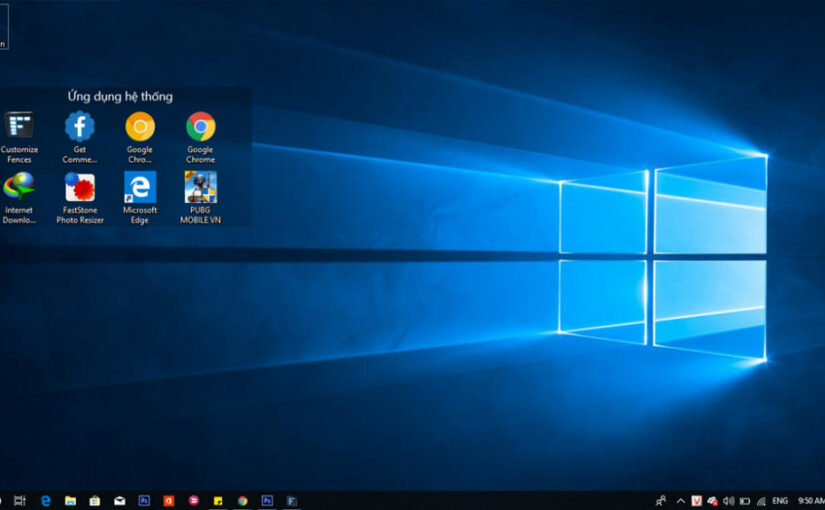 Ứng dụng hệ thống
Customize
Fences
Get
Comme...
Google
Chro...
Google
Chrome
Internet
Downlo...
FastStone
Photo Resizer
Microsoft
Edge
PUBG
MOBILE VN
ENG
9:50 AM